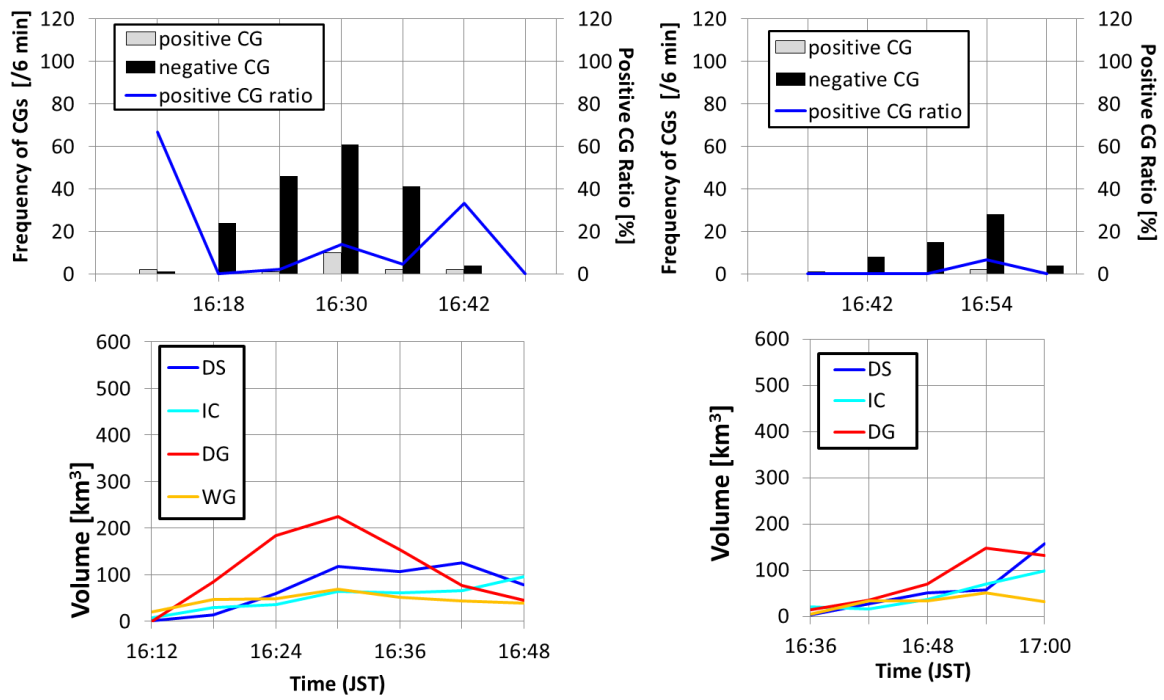 Frequency of CGs [/6 min]
120
100
80
60
40
20
0
positive CG
negative CG
positive CG ratio
16:18
16:30
16:42
120
100
80
60
40
20
0
Positive CG Ratio [%]
Frequency of CGs [/6 min]
120
100
80
60
40
20
0
positive CG
negative CG
positive CG ratio
16:42
16:54
120
100
80
60
40
20
0
Positive CG Ratio [%]
Volume [km³]
600
500
400
300
200
100
0
DS
IC
DG
WG
16:12
16:24
16:36
16:48
Time (JST)
Volume [km³]
600
500
400
300
200
100
0
DS
IC
DG
16:36
16:48
17:00
Time (JST)